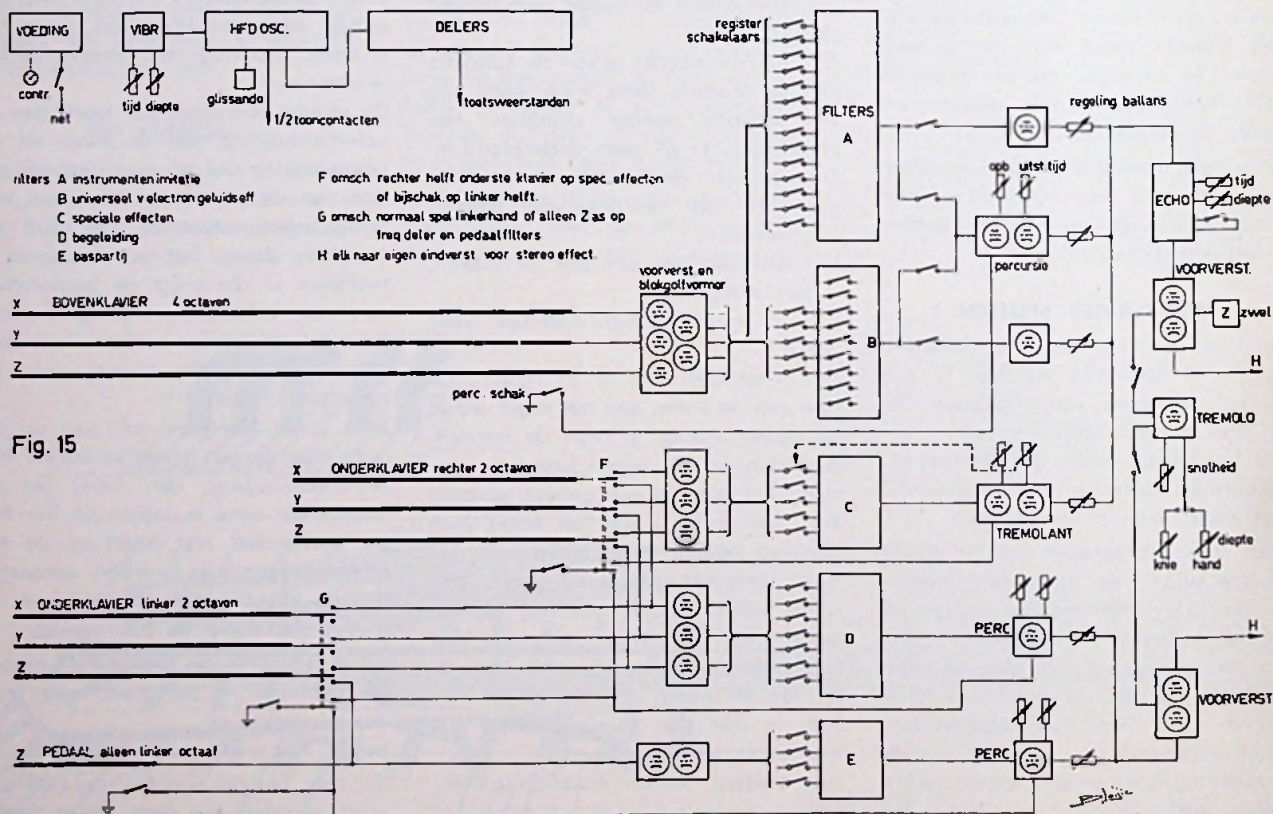 VOEDING
VIBR
HFD OSC.
DELERS
contr.
net
tijd diepte
glissando
1/2 tooncontacten
toetsweerstanden
register
schakelaars
FILTERS
A
regeling ballans
opb. uitst. tijd
percursie
ECHO
tijd
diepte
VOORVERST.
Z zwel
H
filters A instrumentenimitatie
B universeel v electron geluidseff
C speciale effecten
D begeleiding
E baspartij
F omsch. rechter helft onderste klavier op spec. effecten
of bijschak. op linker helft.
G omsch. normaal spel linkerhand of alleen Z as op
freq deler en pedaalfilters
H elk naar eigen eindverst. voor stereo effect
voorverst. en
blokgolfvormer
X BOVENKLAVIER 4 octaven
Y
Z
B
perc. schak
TREMOLO
snelheid
knie
hand
diepte
Fig. 15
X ONDERKLAVIER rechter 2 octaven
Y
Z
F
C
TREMOLANT
X ONDERKLAVIER linker 2 octaven
Y
Z
G
D
PERC
H
VOORVERST
Z PEDAAL alleen linker octaaf
E
PERC